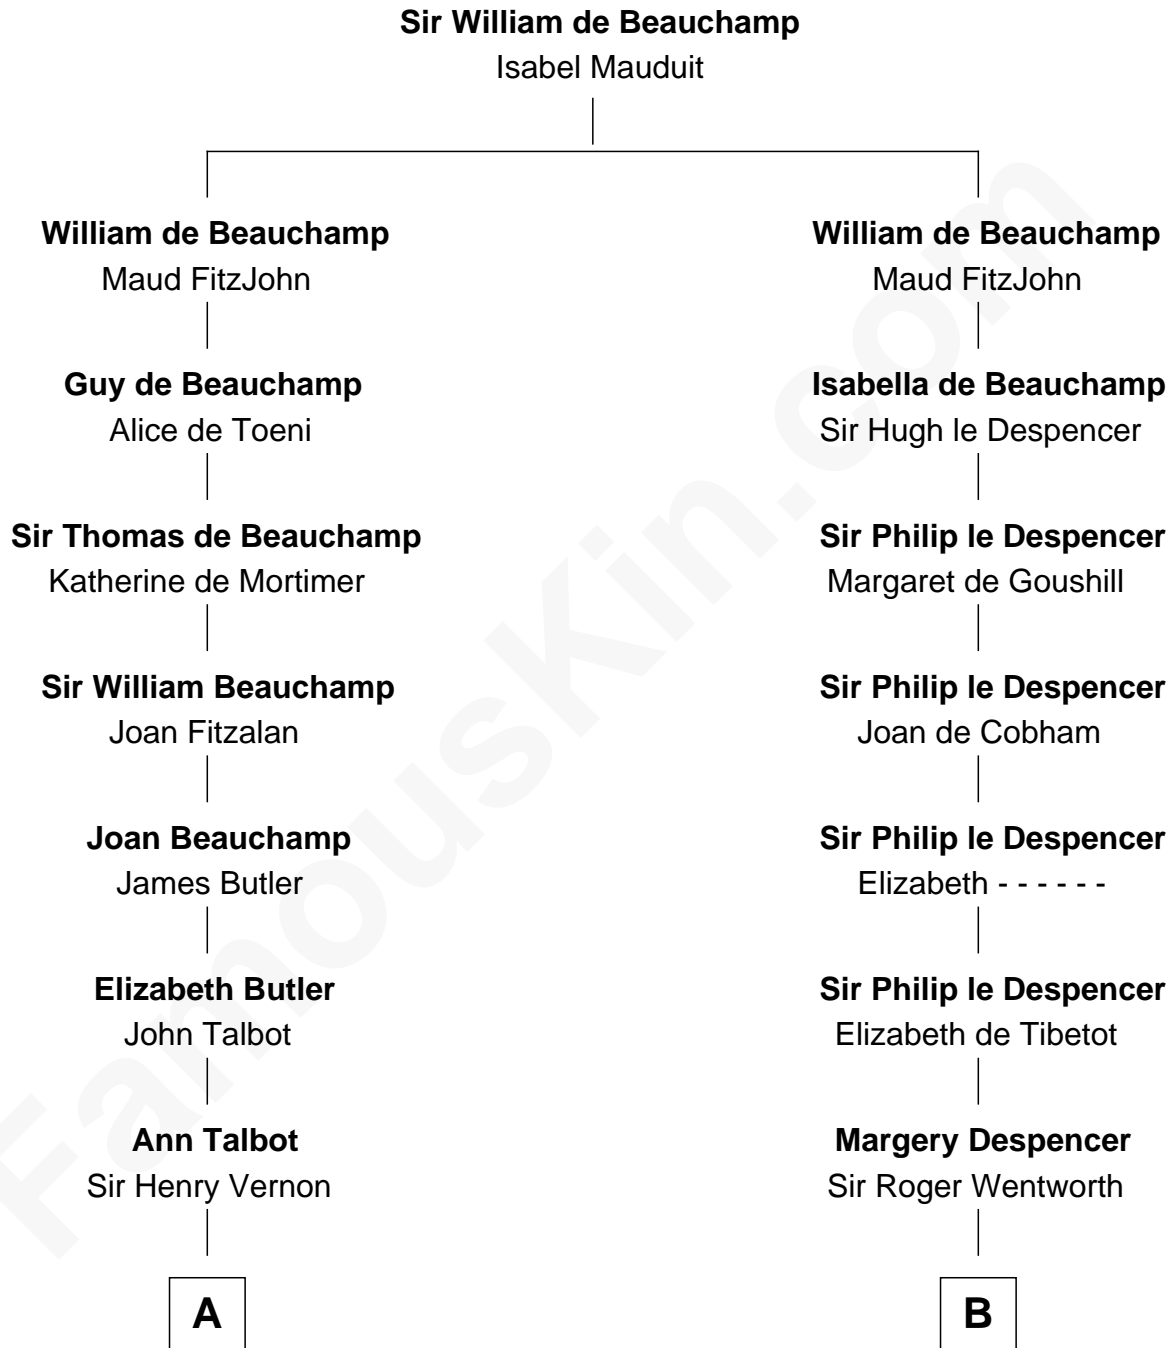 Sir William de Beauchamp
Isabel Mauduit
William de Beauchamp
Maud FitzJohn
Guy de Beauchamp
Alice de Toeni
Sir Thomas de Beauchamp
Katherine de Mortimer
Sir William Beauchamp
Joan Fitzalan
Joan Beauchamp
James Butler
Elizabeth Butler
John Talbot
Ann Talbot
Sir Henry Vernon
A
William de Beauchamp
Maud FitzJohn
Isabella de Beauchamp
Sir Hugh le Despencer
Sir Philip le Despencer
Margaret de Goushill
Sir Philip le Despencer
Joan de Cobham
Sir Philip le Despencer
Elizabeth - - - - - -
Sir Philip le Despencer
Elizabeth de Tibetot
Margery Despencer
Sir Roger Wentworth
B
FamousKin.com